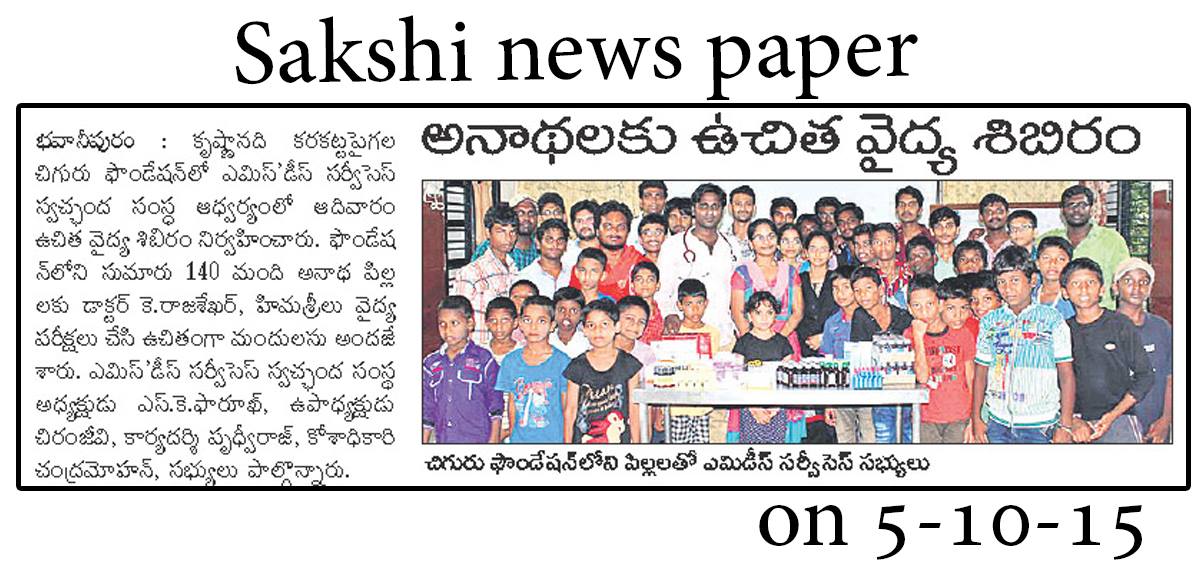 Sakshi news paper
అనాథలకు ఉచిత వైద్య శిబిరం
భవానీపురం : కృష్ణానది కరకట్టపైగల
చిగురు ఫౌండేషన్‌లో ఎమిస్'డీస్ సర్వీసెస్
స్వచ్ఛంద సంస్థ ఆధ్వర్యంలో ఆదివారం
ఉచిత వైద్య శిబిరం నిర్వహించారు. ఫౌండేష
న్‌లోని సుమారు 140 మంది అనాథ పిల్ల
లకు డాక్టర్ కె.రాజశేఖర్, హిమశ్రీలు వైద్య
పరీక్షలు చేసి ఉచితంగా మందులను అందజే
శారు. ఎమిస్'డీస్ సర్వీసెస్ స్వచ్ఛంద సంస్థ
అధ్యక్షుడు ఎస్.కె.ఫారూఖ్, ఉపాధ్యక్షుడు
చిరంజీవి, కార్యదర్శి పృథ్వీరాజ్, కోశాధికారి
చంద్రమోహన్, సభ్యులు పాల్గొన్నారు.
చిగురు ఫౌండేషన్‌లోని పిల్లలతో ఎమిడీస్ సర్వీసెస్ సభ్యులు
on 5-10-15